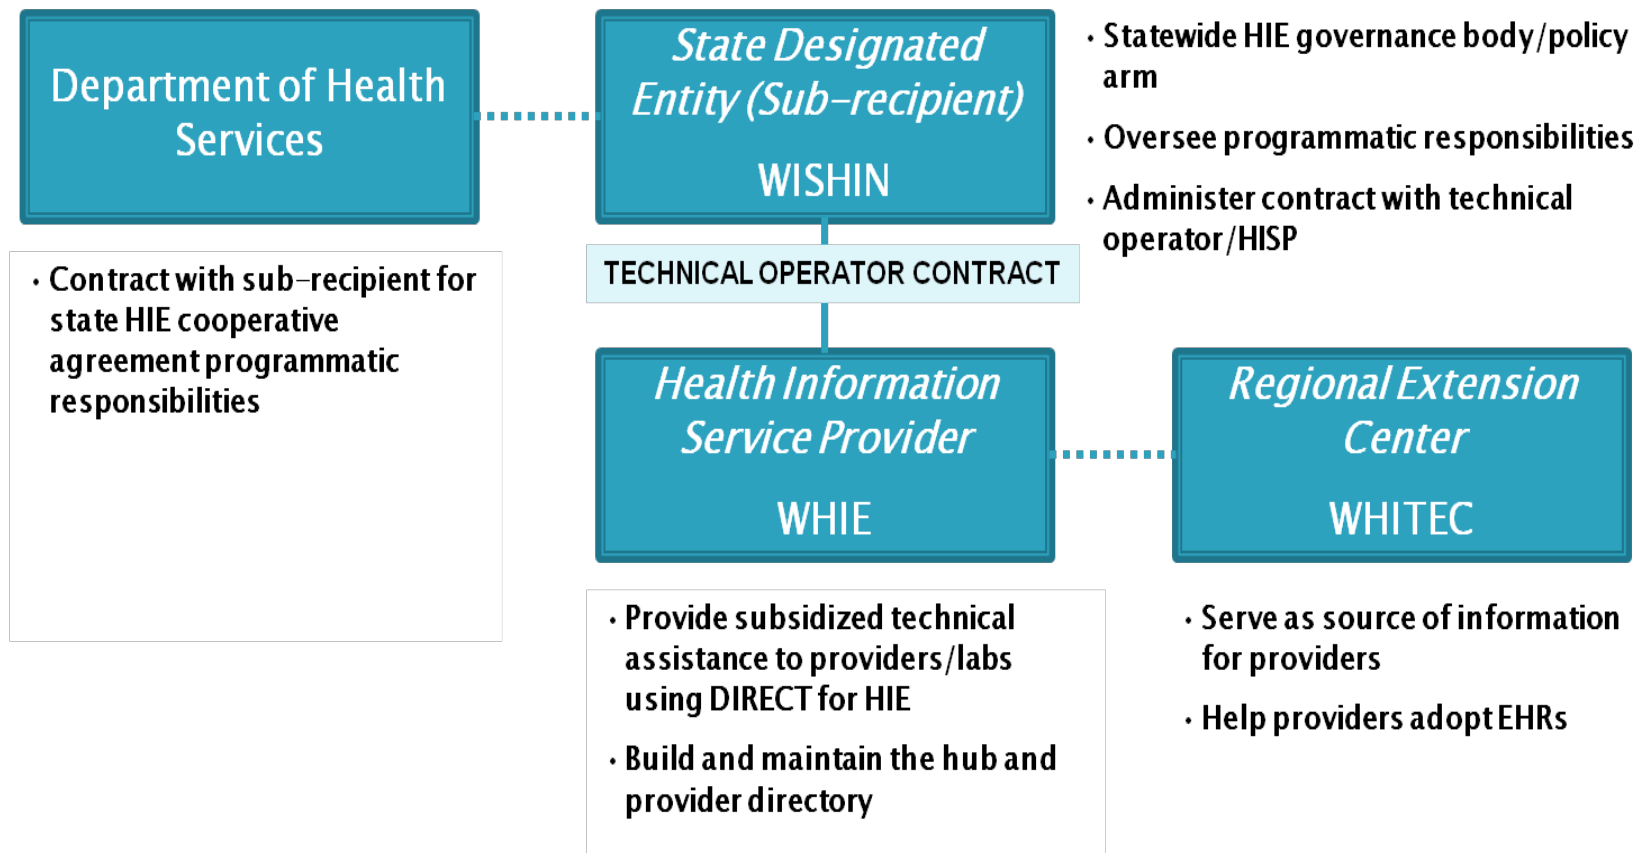 Department of Health
Services
State Designated
Entity (Sub-recipient)
WISHIN
• Statewide HIE governance body/policy
arm
• Oversee programmatic responsibilities
• Administer contract with technical
operator/HISP
• Contract with sub-recipient for
state HIE cooperative
agreement programmatic
responsibilities
TECHNICAL OPERATOR CONTRACT
Health Information
Service Provider
WHIE
Regional Extension
Center
WHITEC
• Provide subsidized technical
assistance to providers/labs
using DIRECT for HIE
• Build and maintain the hub and
provider directory
• Serve as source of information
for providers
• Help providers adopt EHRs